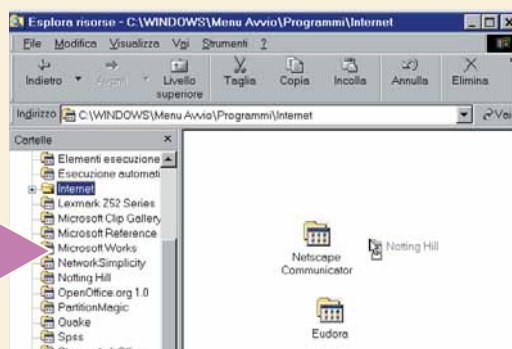 Esplora risorse - C:\WINDOWS\Menu Avvio\Programmi\Internet
File Modifica Visualizza Vai Strumenti ?
Indietro Avanti Livello superiore Taglia Copia Incolla Annulla Elimina
Indirizzo C:\WINDOWS\Menu Avvio\Programmi\Internet Vai
Cartelle
Elementi esecuzione
Esecuzione automati
Internet
Lexmark Z52 Series
Microsoft Clip Gallery
Microsoft Reference
Microsoft Works
NetworkSimplicity
Notting Hill
OpenOffice.org 1.0
PartitionMagic
Quake
Spss
Netscape
Communicator
Notting Hill
Eudora